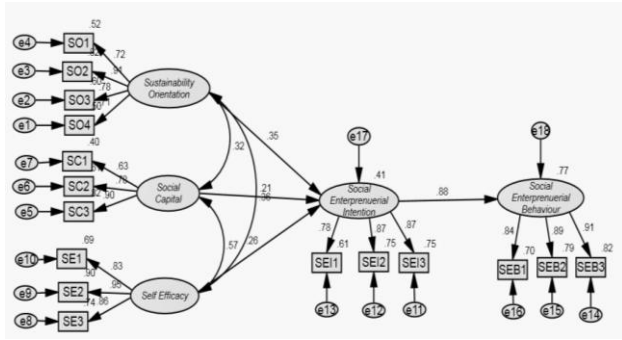 .52
e4
SO1
.72
e3
SO2
.91
Sustainability
Orientation
e2
SO3
.78
e1
SO4
.71
.40
e7
SC1
.63
e6
SC2
.78
e5
SC3
.90
Social
Capital
.69
e10
SE1
.83
.90
e9
SE2
.95
e8
SE3
.74
.86
Self Efficacy
.32
.57
.35
.21
.26
e17
.41
Social
Enterprenuerial
Intention
.88
e18
.77
Social
Enterprenuerial
Behaviour
.78
.87
.87
.61
.75
.75
SEI1
SEI2
SEI3
e13
e12
e11
.84
.89
.91
.70
.79
.82
SEB1
SEB2
SEB3
e16
e15
e14